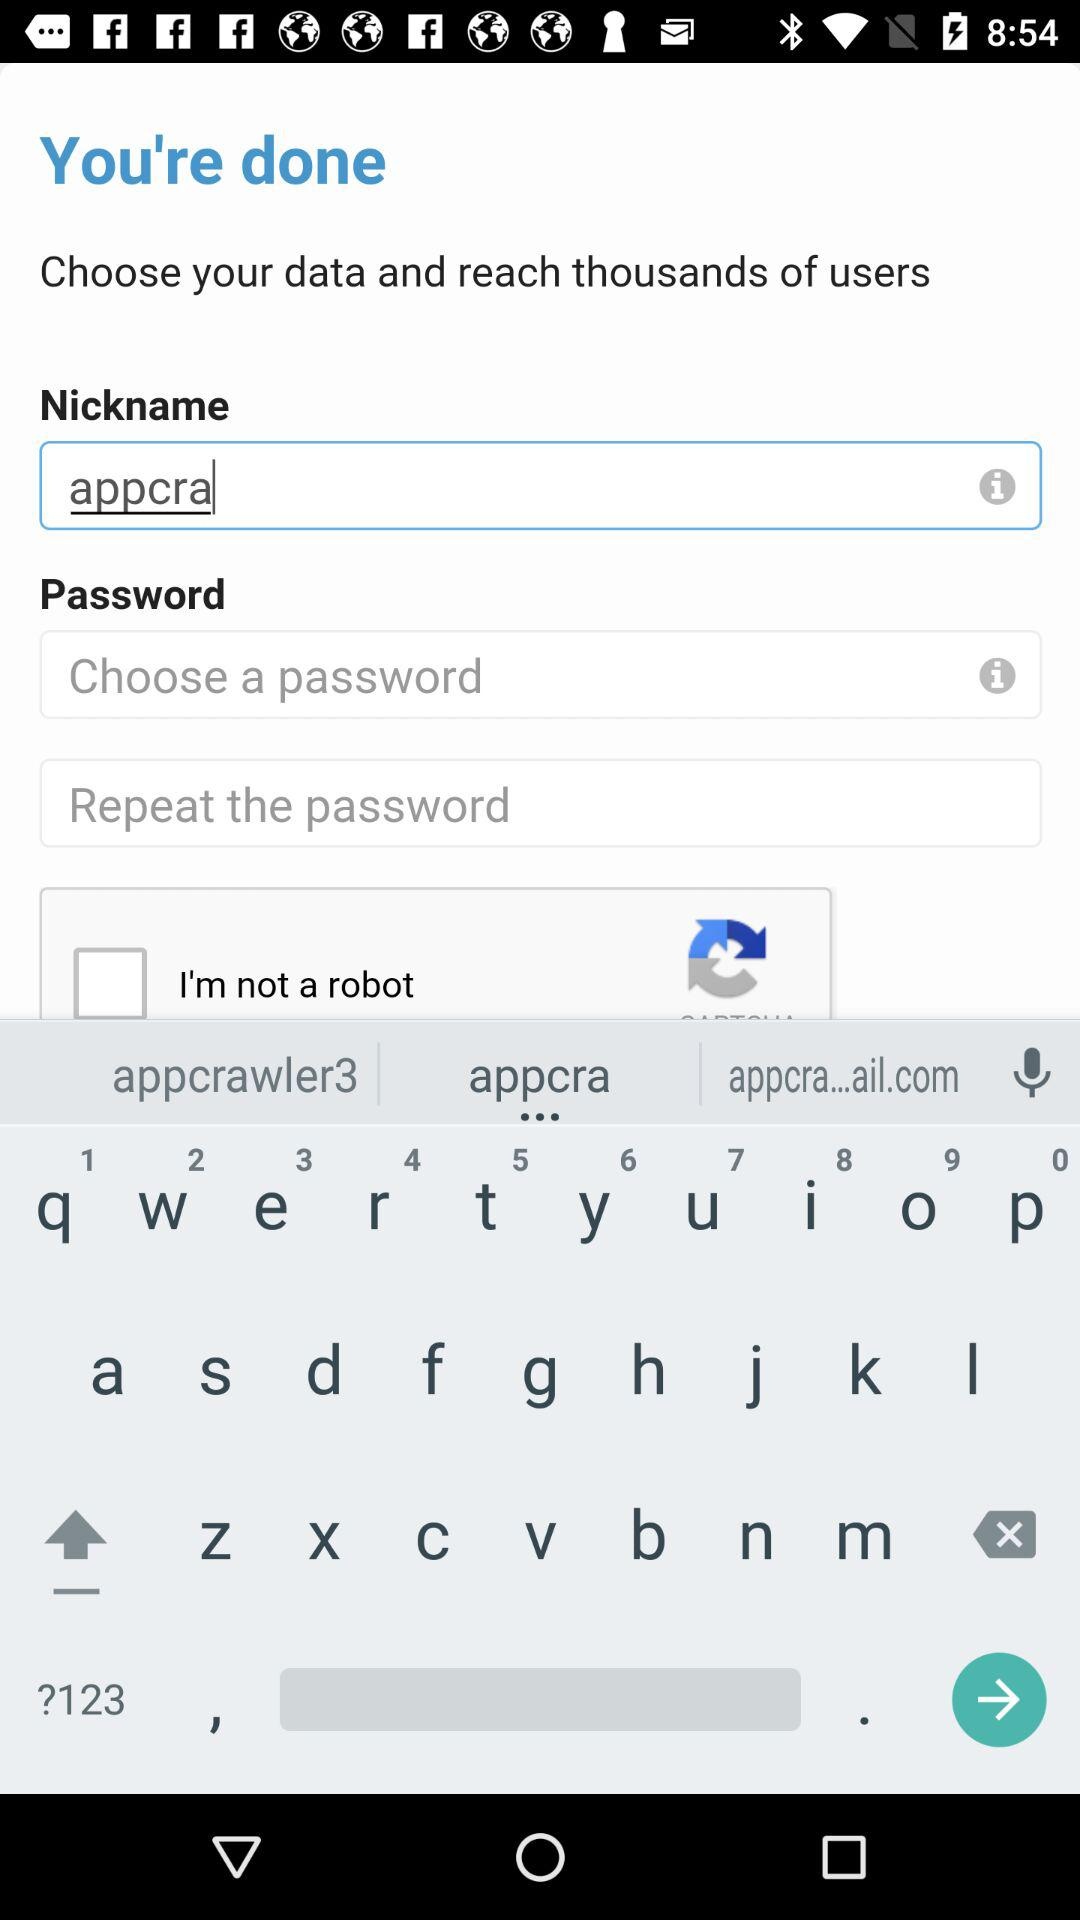 8:54
You're done
Choose your data and reach thousands of users
Nickname
appcra
Password
Choose a password
Repeat the password
I'm not a robot
appcrawler3 appcra appcra...ail.com
1 2 3 4 5 6 7 8 9 0
q w e r t y u i o p
a s d f g h j k l
z x c v b n m
?123 , .